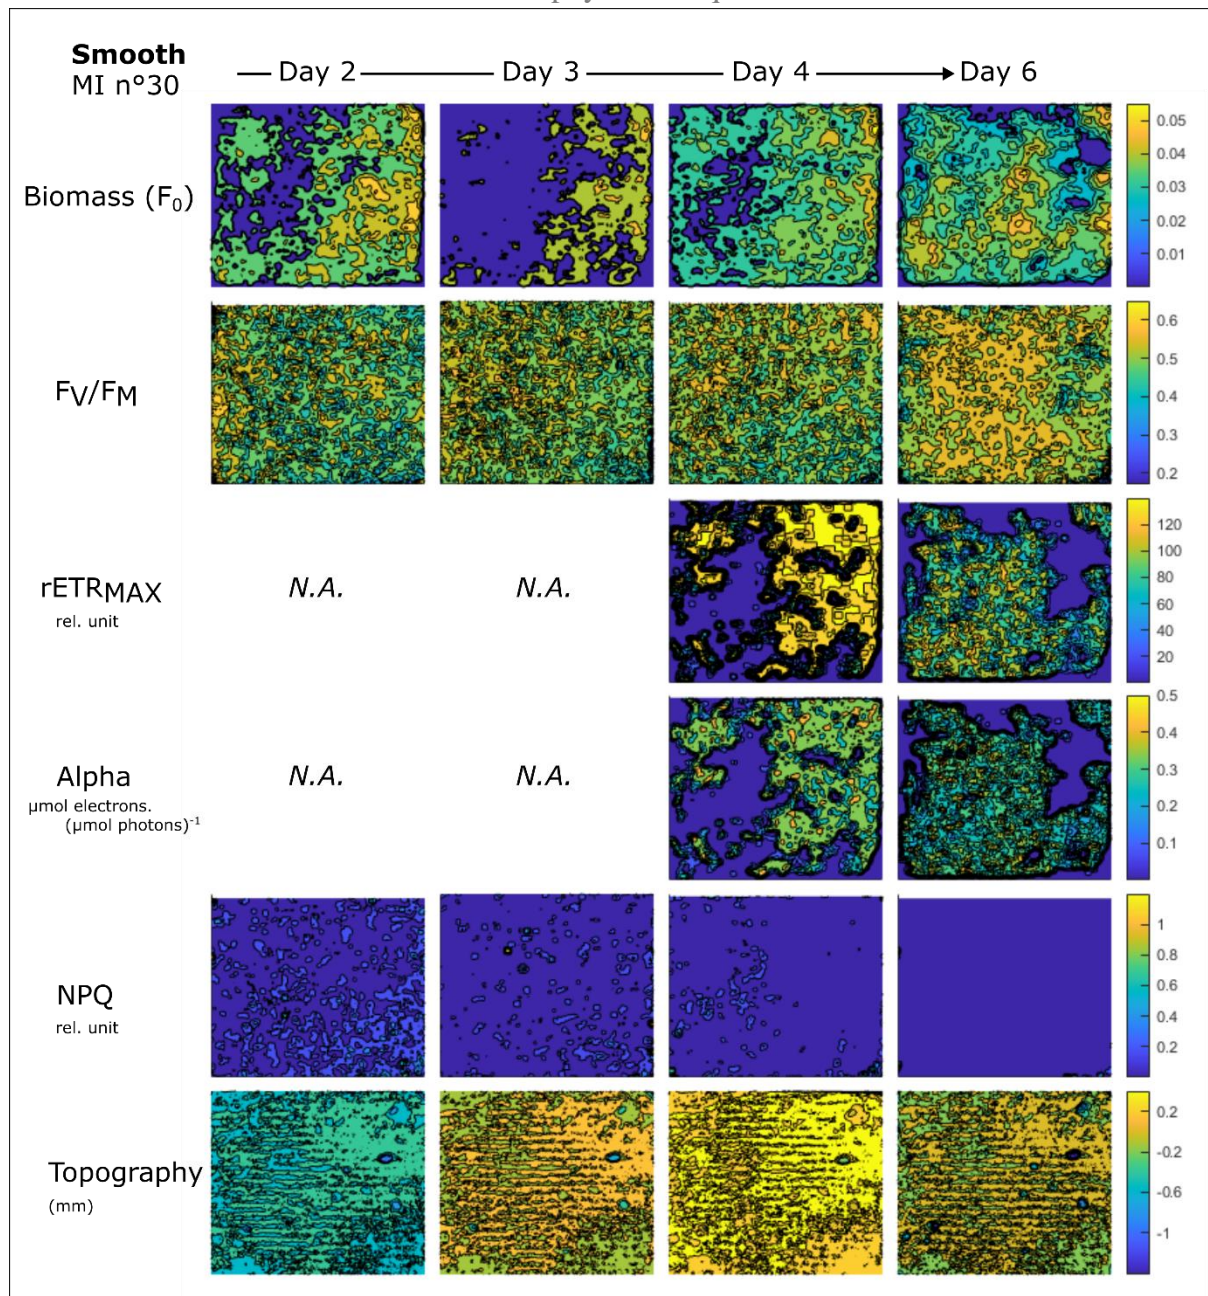 Smooth
MI n°30
Day 2 Day 3 Day 4 Day 6
Biomass (F0)
0.05
0.04
0.03
0.02
0.01
FV/FM
0.6
0.5
0.4
0.3
0.2
rETRMAX
rel. unit
N.A. N.A.
120
100
80
60
40
20
Alpha
µmol electrons.
(µmol photons)-1
N.A. N.A.
0.5
0.4
0.3
0.2
0.1
NPQ
rel. unit
1
0.8
0.6
0.4
0.2
Topography
(mm)
0.2
-0.2
-0.6
-1